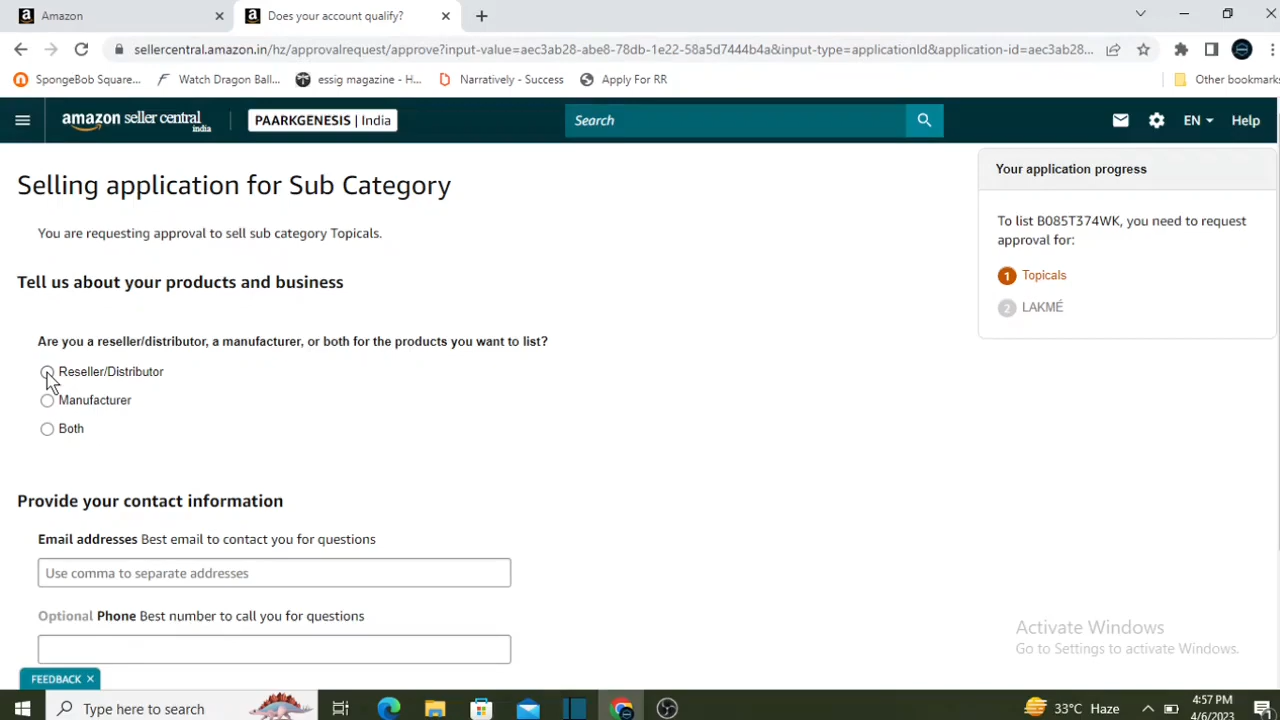 Amazon
Does your account qualify?
sellercentral.amazon.in/hz/approvalrequest/approve?input-value=aec3ab28-abe8-78db-1e22-58a5d7444b4a&input-type=applicationId&application-id=aec3ab28...
SpongeBob Square... Watch Dragon Ball... essig magazine - H... Narratively - Success Apply For RR Other bookmarks
amazon seller central india PAARKGENESIS | India Search EN Help
Selling application for Sub Category
You are requesting approval to sell sub category Topicals.
Tell us about your products and business
Are you a reseller/distributor, a manufacturer, or both for the products you want to list?
Reseller/Distributor
Manufacturer
Both
Provide your contact information
Email addresses Best email to contact you for questions
Use comma to separate addresses
Optional Phone Best number to call you for questions
FEEDBACK
Your application progress
To list B085T374WK, you need to request
approval for:
1 Topicals
2 LAKMÉ
Activate Windows
Go to Settings to activate Windows.
Type here to search
33°C Haze
4:57 PM
4/6/2023